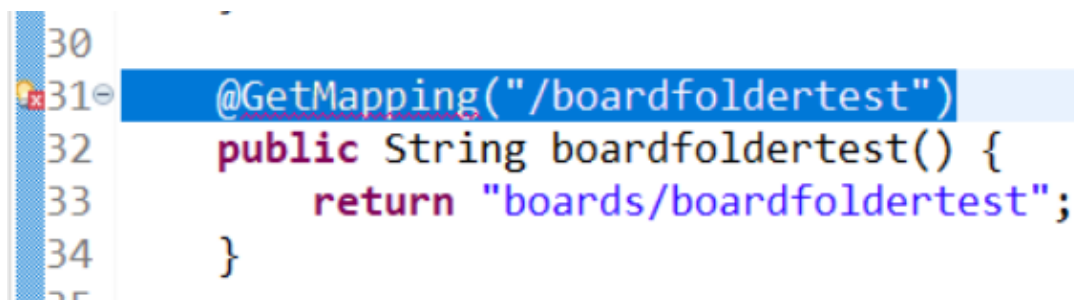 30
31 @GetMapping("/boardfoldertest")
32 public String boardfoldertest() {
33 return "boards/boardfoldertest";
34 }